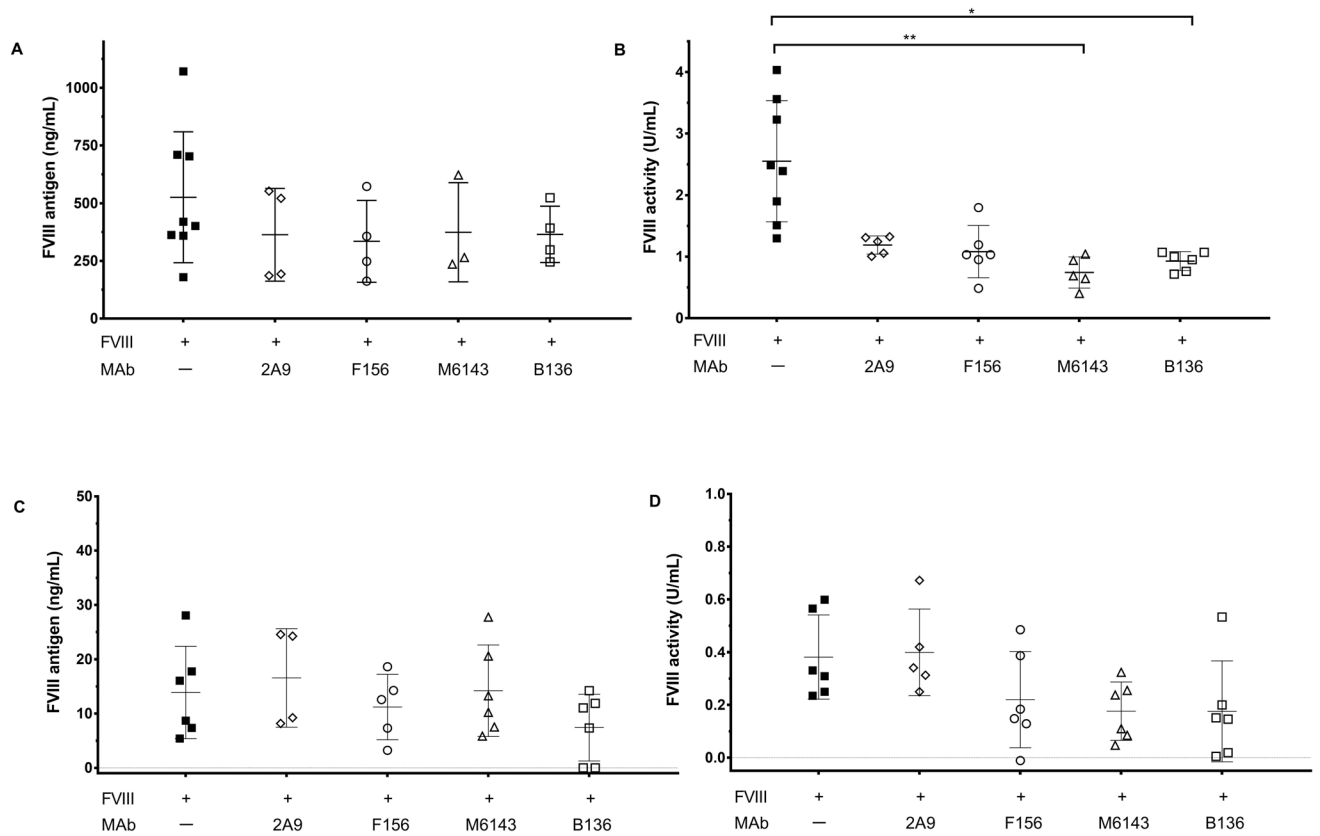 *
**
A
FVIII antigen (ng/mL)
1000
750
500
250
0
FVIII + + + + +
MAb — 2A9 F156 M6143 B136
B
FVIII activity (U/mL)
4
3
2
1
0
FVIII + + + + +
MAb — 2A9 F156 M6143 B136
C
FVIII antigen (ng/mL)
50
40
30
20
10
0
FVIII + + + + +
MAb — 2A9 F156 M6143 B136
D
FVIII activity (U/mL)
1.0
0.8
0.6
0.4
0.2
0.0
FVIII + + + + +
MAb — 2A9 F156 M6143 B136